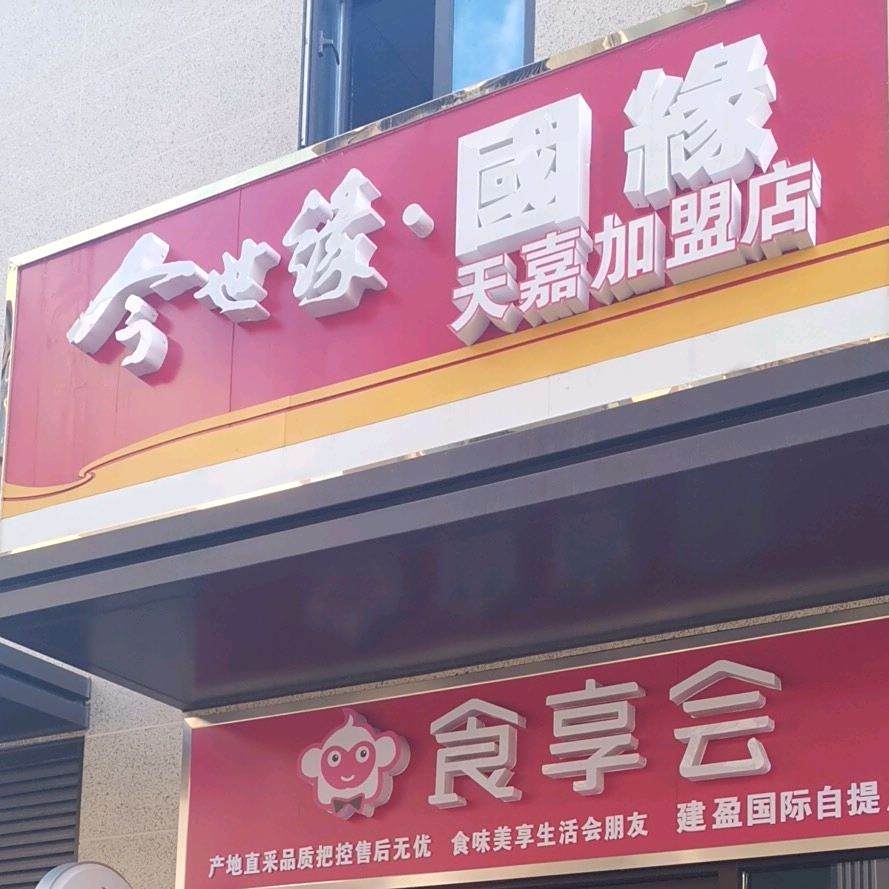 今世缘·國緣
天嘉加盟店
食享会
产地直采品质把控售后无优 食味美享生活会朋友 建盈国际自提